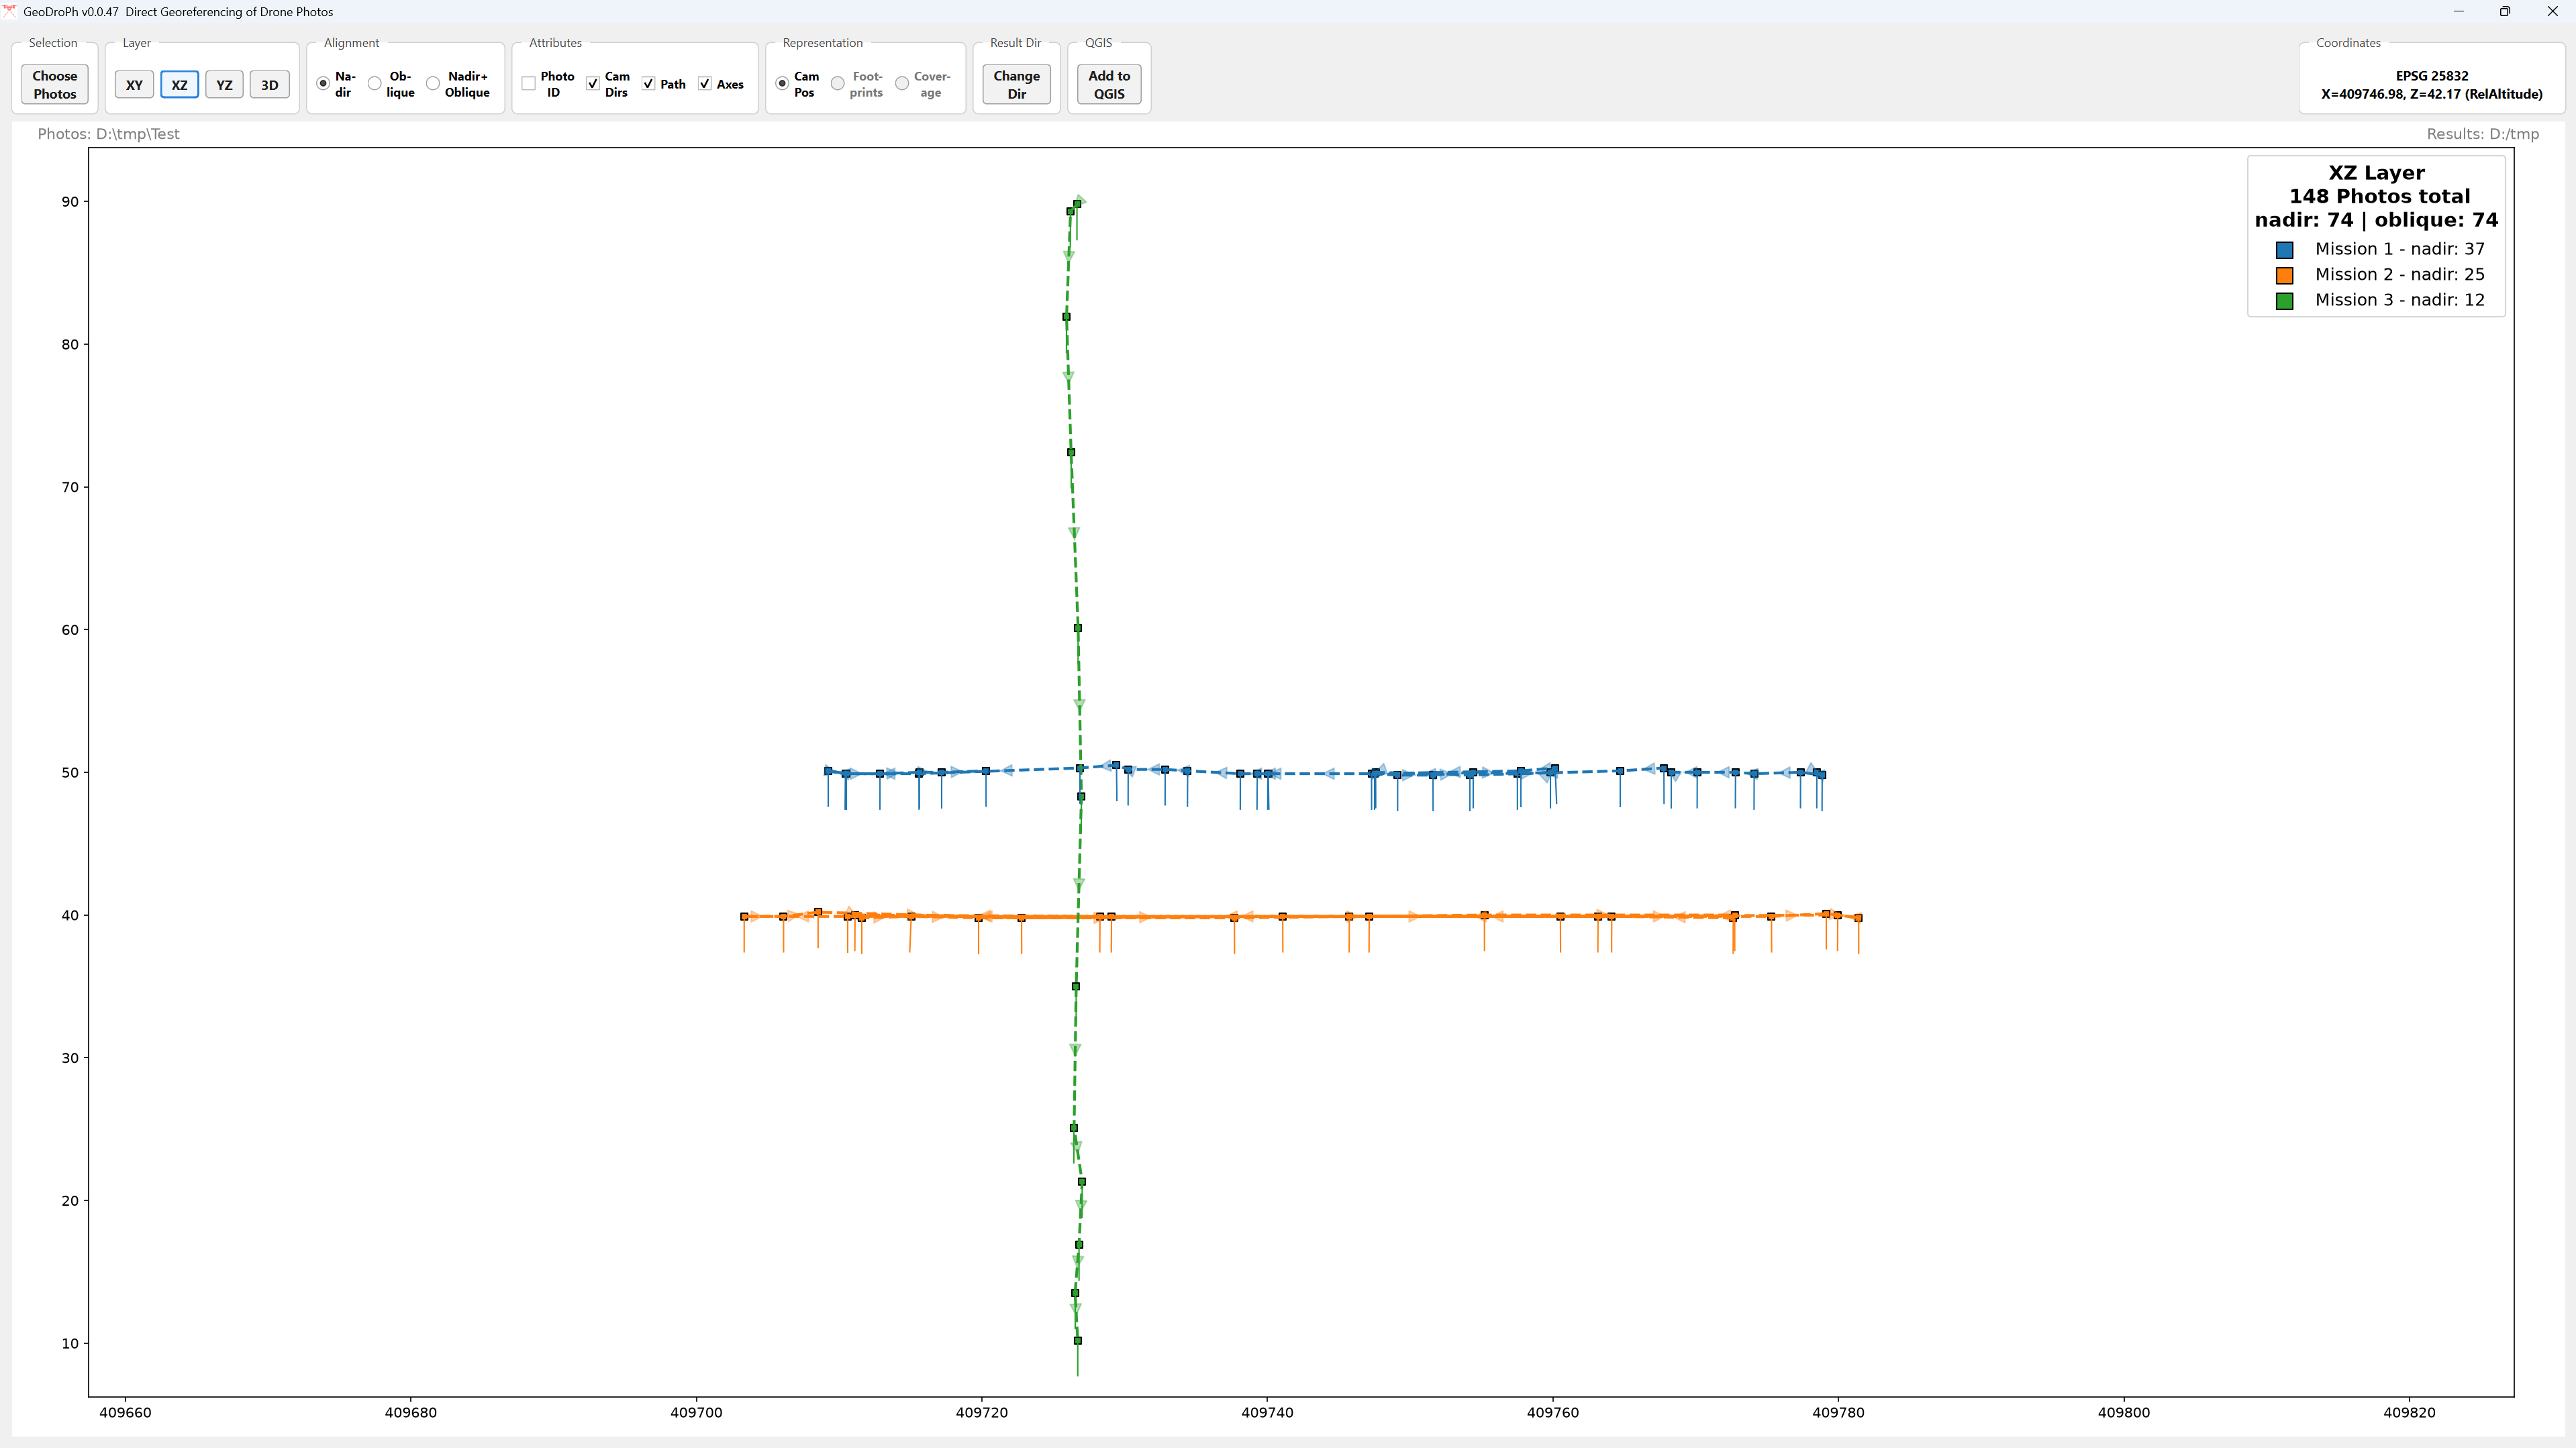 GeoDroPh v0.0.47 Direct Georeferencing of Drone Photos
Selection
Layer
Alignment
Attributes
Representation
Result Dir
QGIS
Coordinates
Choose
Photos
XY
XZ
YZ
3D
Na-
dir
Ob-
lique
Nadir+
Oblique
Photo
ID
Cam
Dirs
Path
Axes
Cam
Pos
Foot-
prints
Cover-
age
Change
Dir
Add to
QGIS
EPSG 25832
X=409746.98, Z=42.17 (RelAltitude)
Photos: D:\tmp\Test
Results: D:/tmp
XZ Layer
148 Photos total
nadir: 74 | oblique: 74
Mission 1 - nadir: 37
Mission 2 - nadir: 25
Mission 3 - nadir: 12
90
80
70
60
50
40
30
20
10
409660
409680
409700
409720
409740
409760
409780
409800
409820